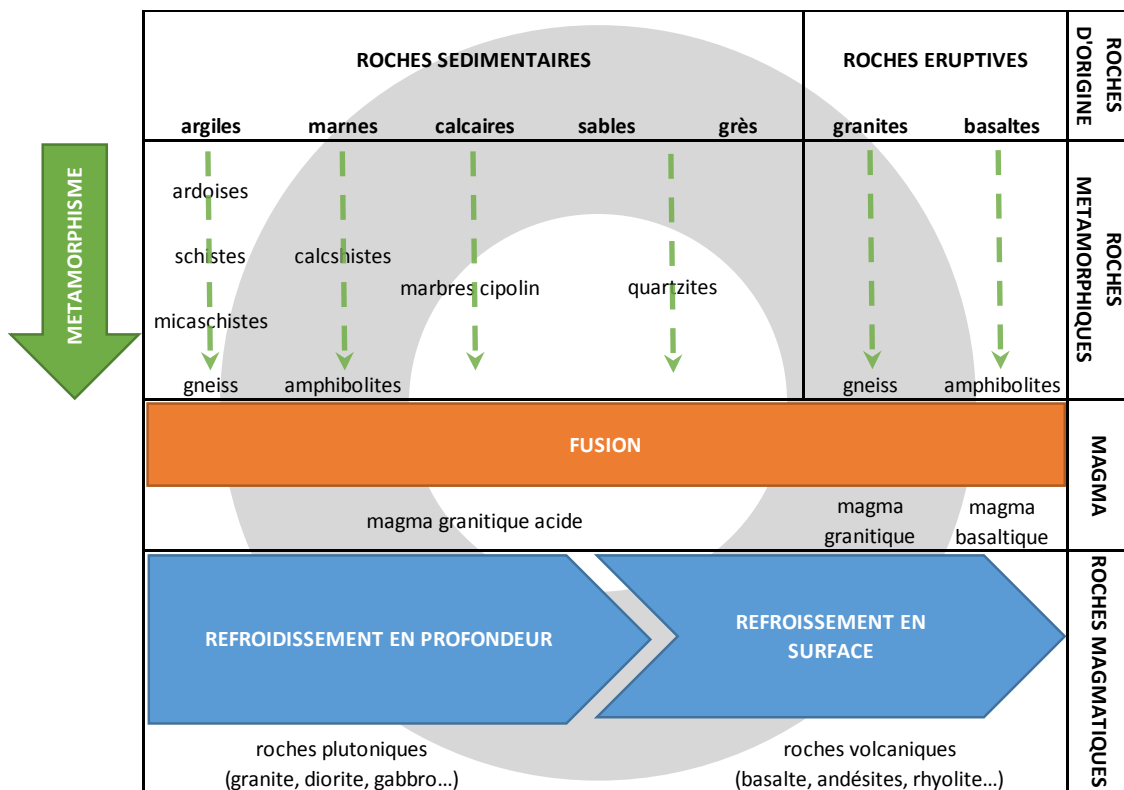 ROCHES SEDIMENTAIRES
ROCHES ERUPTIVES
ROCHES
D'ORIGINE
argiles marnes calcaires sables grès granites basaltes
METAMORPHISME
ardoises
schistes calcshistes
marbres cipolin quartzites
micaschistes
gneiss amphibolites gneiss amphibolites
ROCHES
METAMORPHIQUES
FUSION
magma granitique acide
magma
granitique
magma
basaltique
MAGMA
REFROIDISSEMENT EN PROFONDEUR
REFROISSEMENT EN
SURFACE
roches plutoniques
(granite, diorite, gabbro...)
roches volcaniques
(basalte, andésites, rhyolite...)
ROCHES MAGMATIQUES